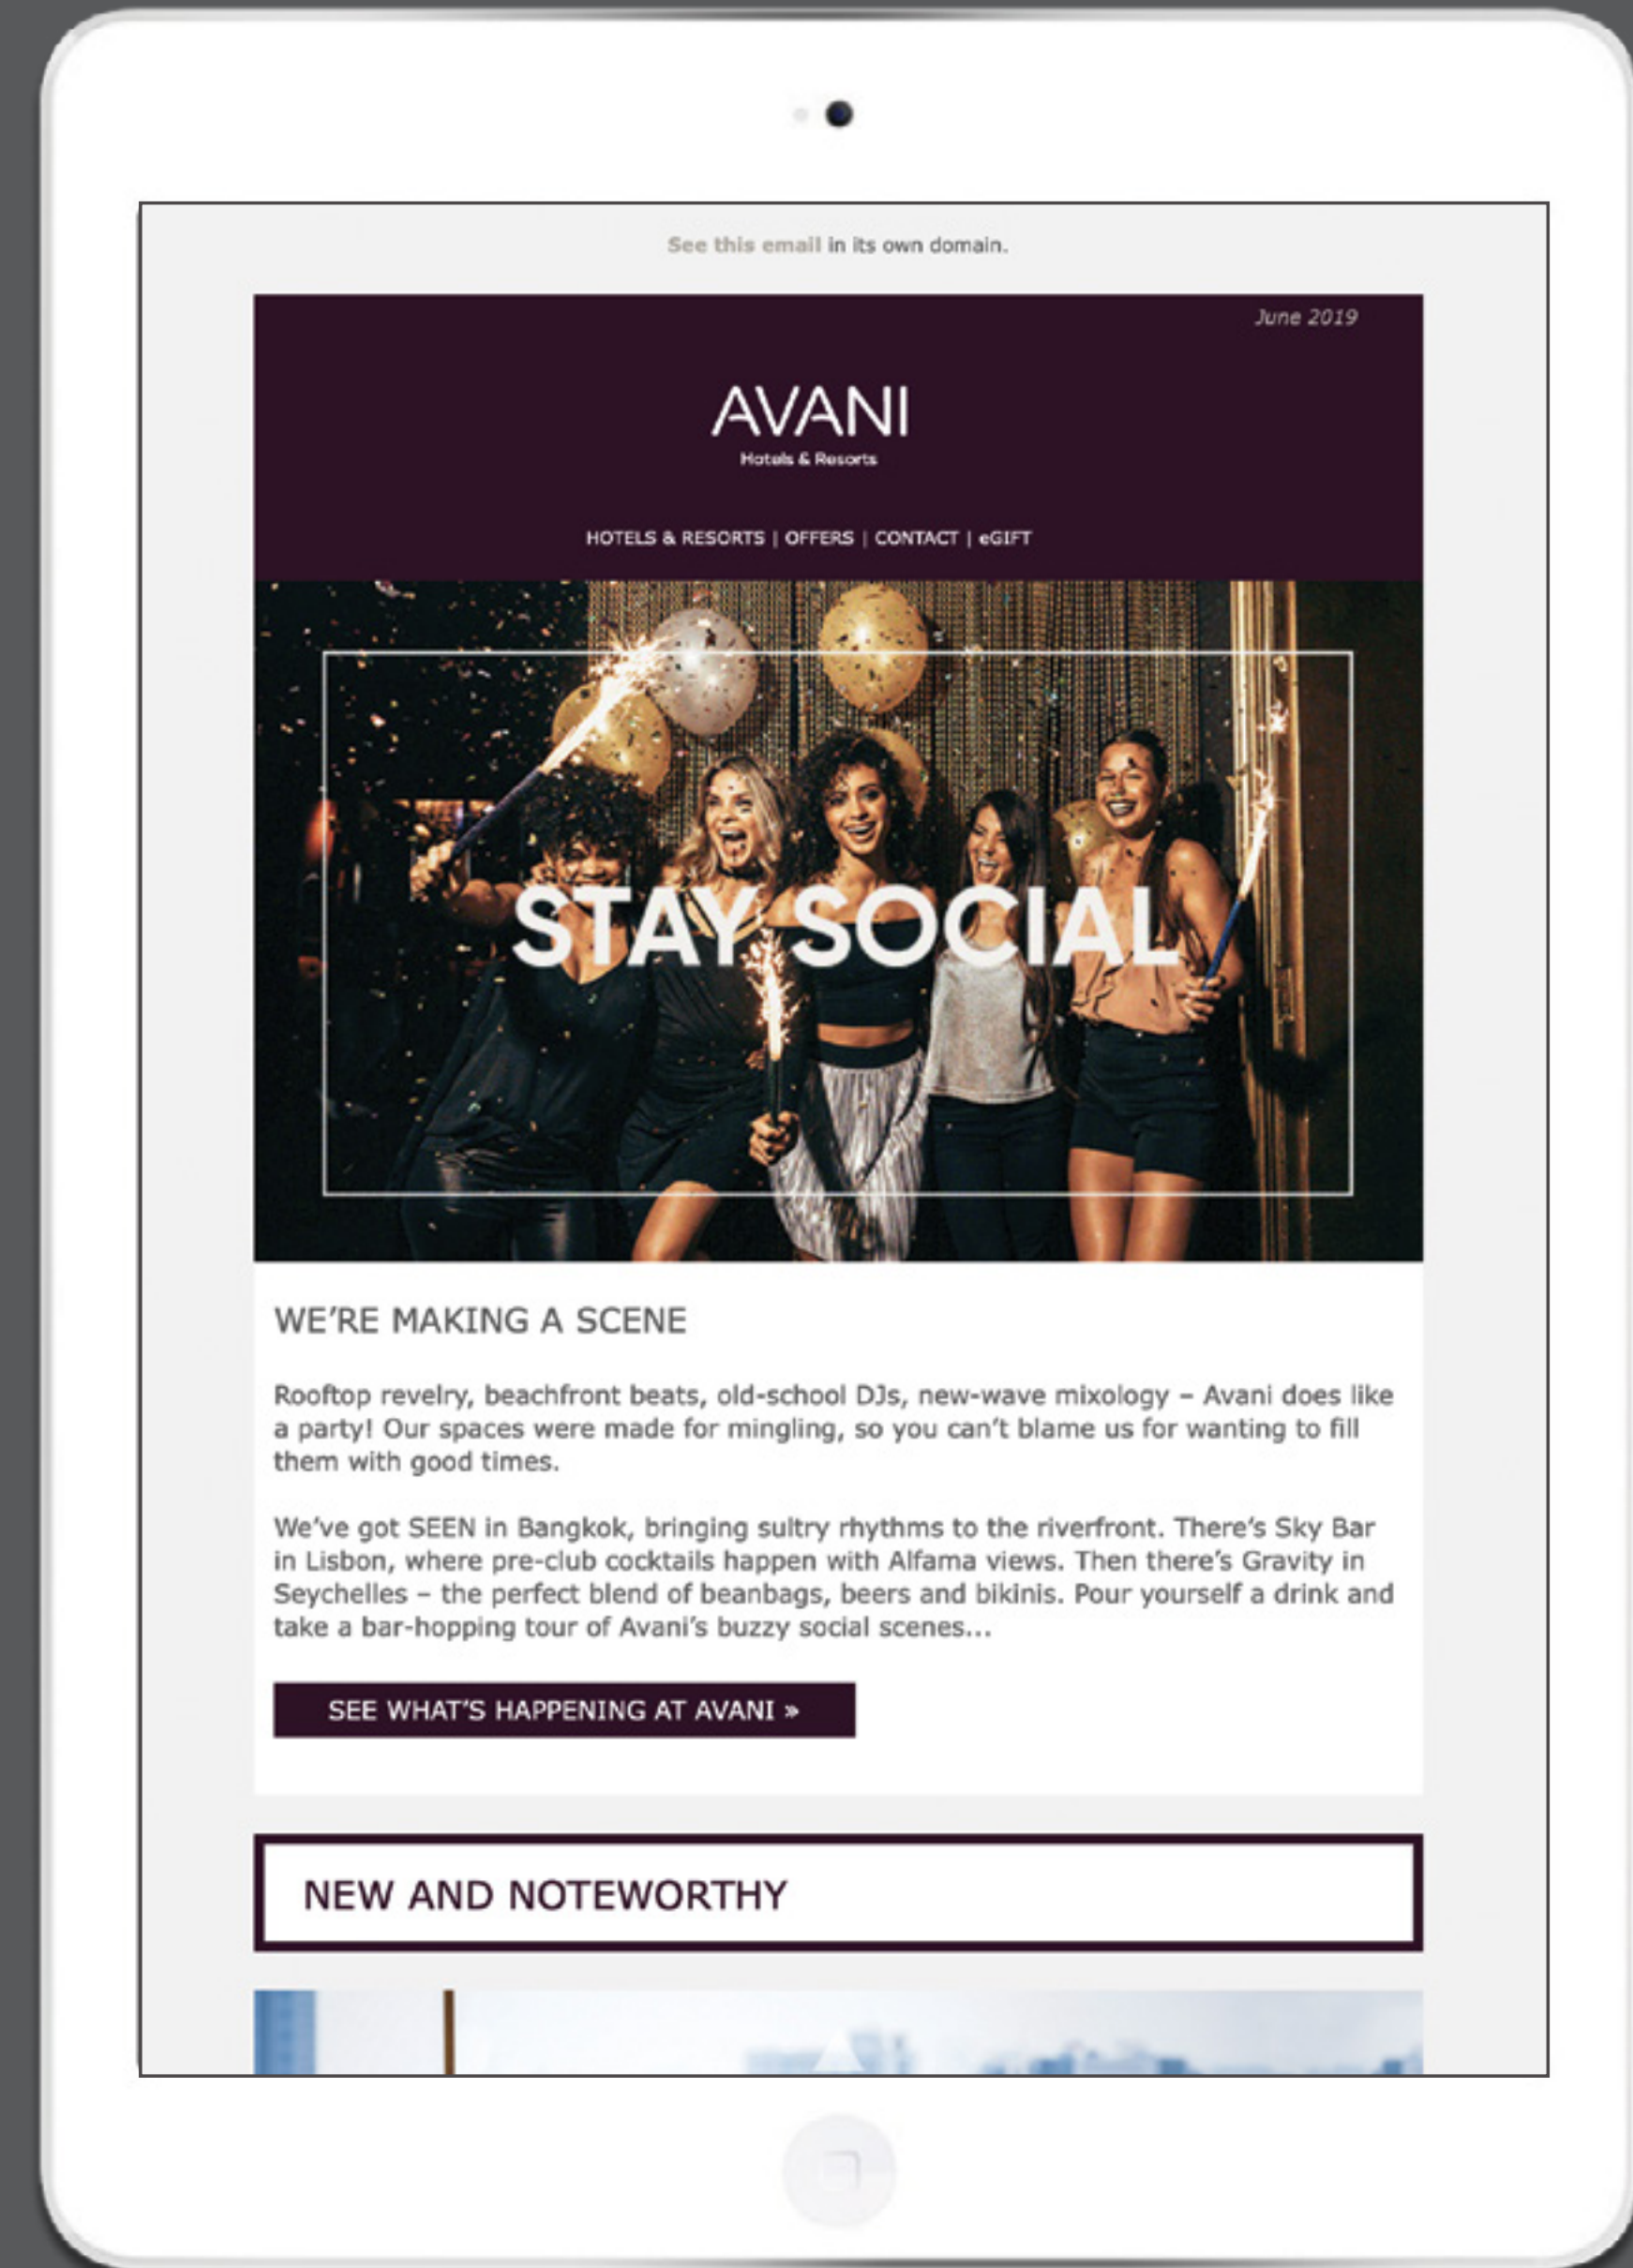 See this email in its own domain.
June 2019
AVANI
Hotels & Resorts
HOTELS & RESORTS | OFFERS | CONTACT | eGIFT
STAY SOCIAL
WE’RE MAKING A SCENE
Rooftop revelry, beachfront beats, old-school DJs, new-wave mixology – Avani does like
a party! Our spaces were made for mingling, so you can’t blame us for wanting to fill
them with good times.
We’ve got SEEN in Bangkok, bringing sultry rhythms to the riverfront. There’s Sky Bar
in Lisbon, where pre-club cocktails happen with Alfama views. Then there’s Gravity in
Seychelles – the perfect blend of beanbags, beers and bikinis. Pour yourself a drink and
take a bar-hopping tour of Avani’s buzzy social scenes...
SEE WHAT’S HAPPENING AT AVANI »
NEW AND NOTEWORTHY